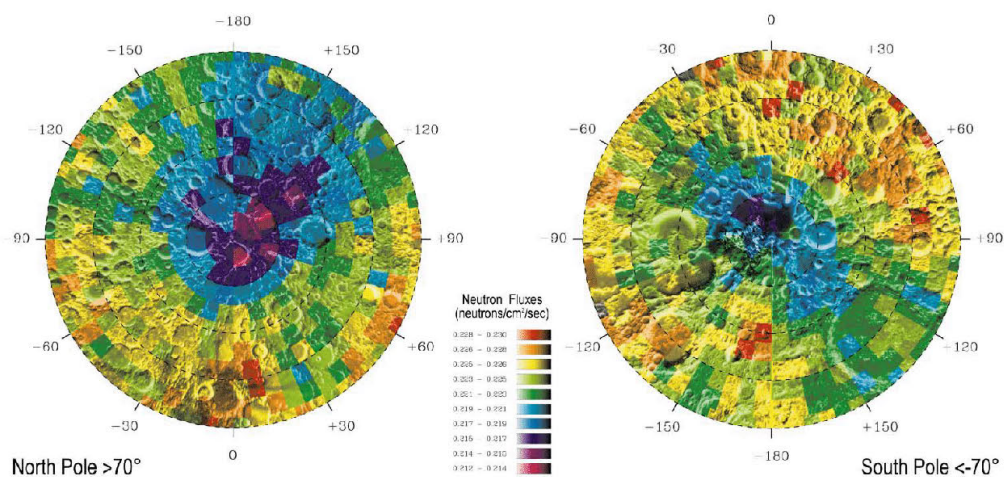 -180
-150
+150
-120
+120
-90
+90
-60
+60
-30
+30
0
North Pole >70°
Neutron Fluxes
(neutrons/cm²/sec)
0.228 - 0.230
0.226 - 0.228
0.225 - 0.226
0.223 - 0.225
0.221 - 0.223
0.219 - 0.221
0.217 - 0.219
0.215 - 0.217
0.214 - 0.215
0.212 - 0.214
0
-30
+30
-60
+60
-90
+90
-120
+120
-150
+150
-180
South Pole <-70°